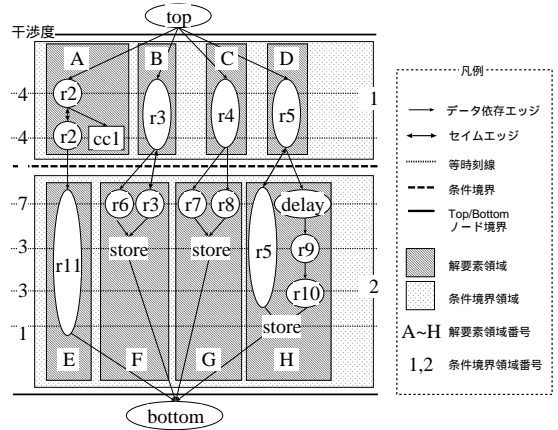 top
干渉度
A B C D
4 r2 1
r3 r4 r5
4 r2 cc1
7 r6 r3 r7 r8 delay
3 store store r5 r9
r11
3 r10 2
1 store
E F G H
bottom
凡例
データ依存エッジ
セイムエッジ
等時刻線
条件境界
Top/Bottom
ノード境界
解要素領域
条件境界領域
A~H 解要素領域番号
1,2 条件境界領域番号